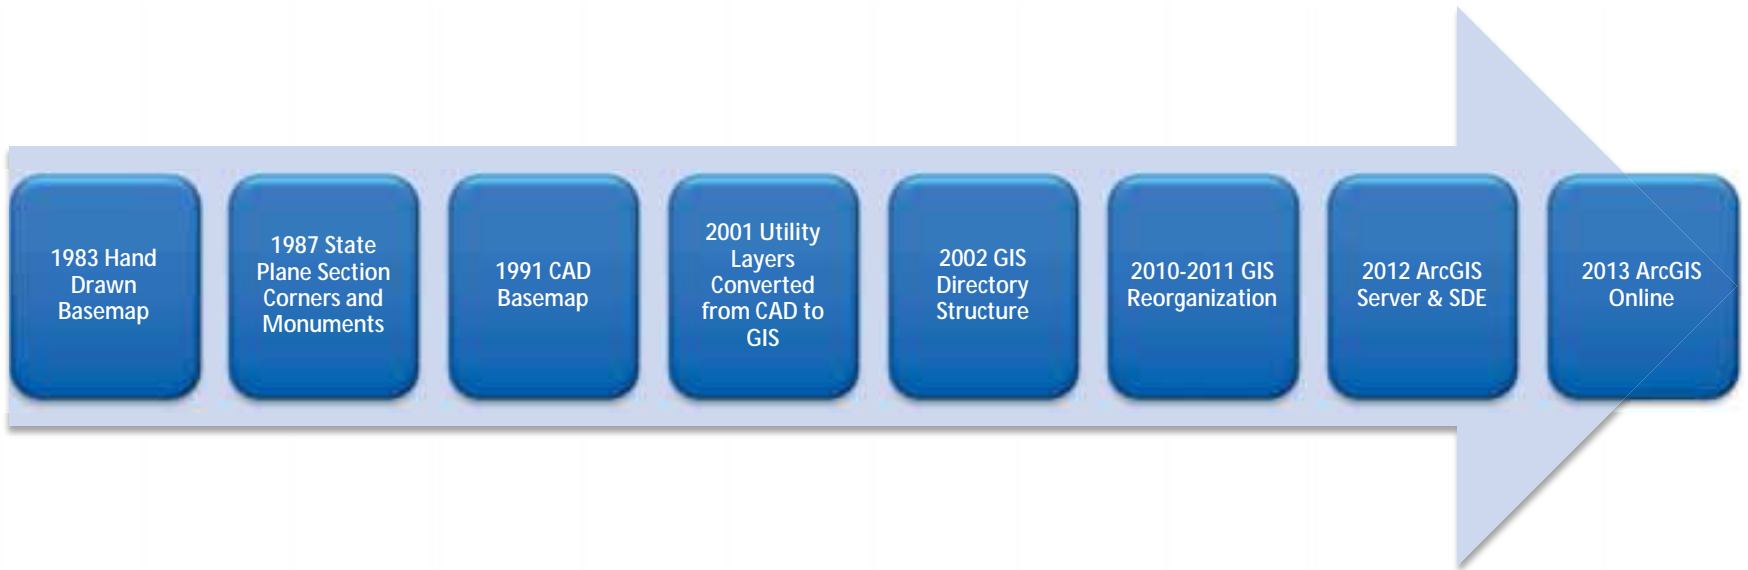 1983 Hand
Drawn
Basemap
1987 State
Plane Section
Corners and
Monuments
1991 CAD
Basemap
2001 Utility
Layers
Converted
from CAD to
GIS
2002 GIS
Directory
Structure
2010-2011 GIS
Reorganization
2012 ArcGIS
Server & SDE
2013 ArcGIS
Online